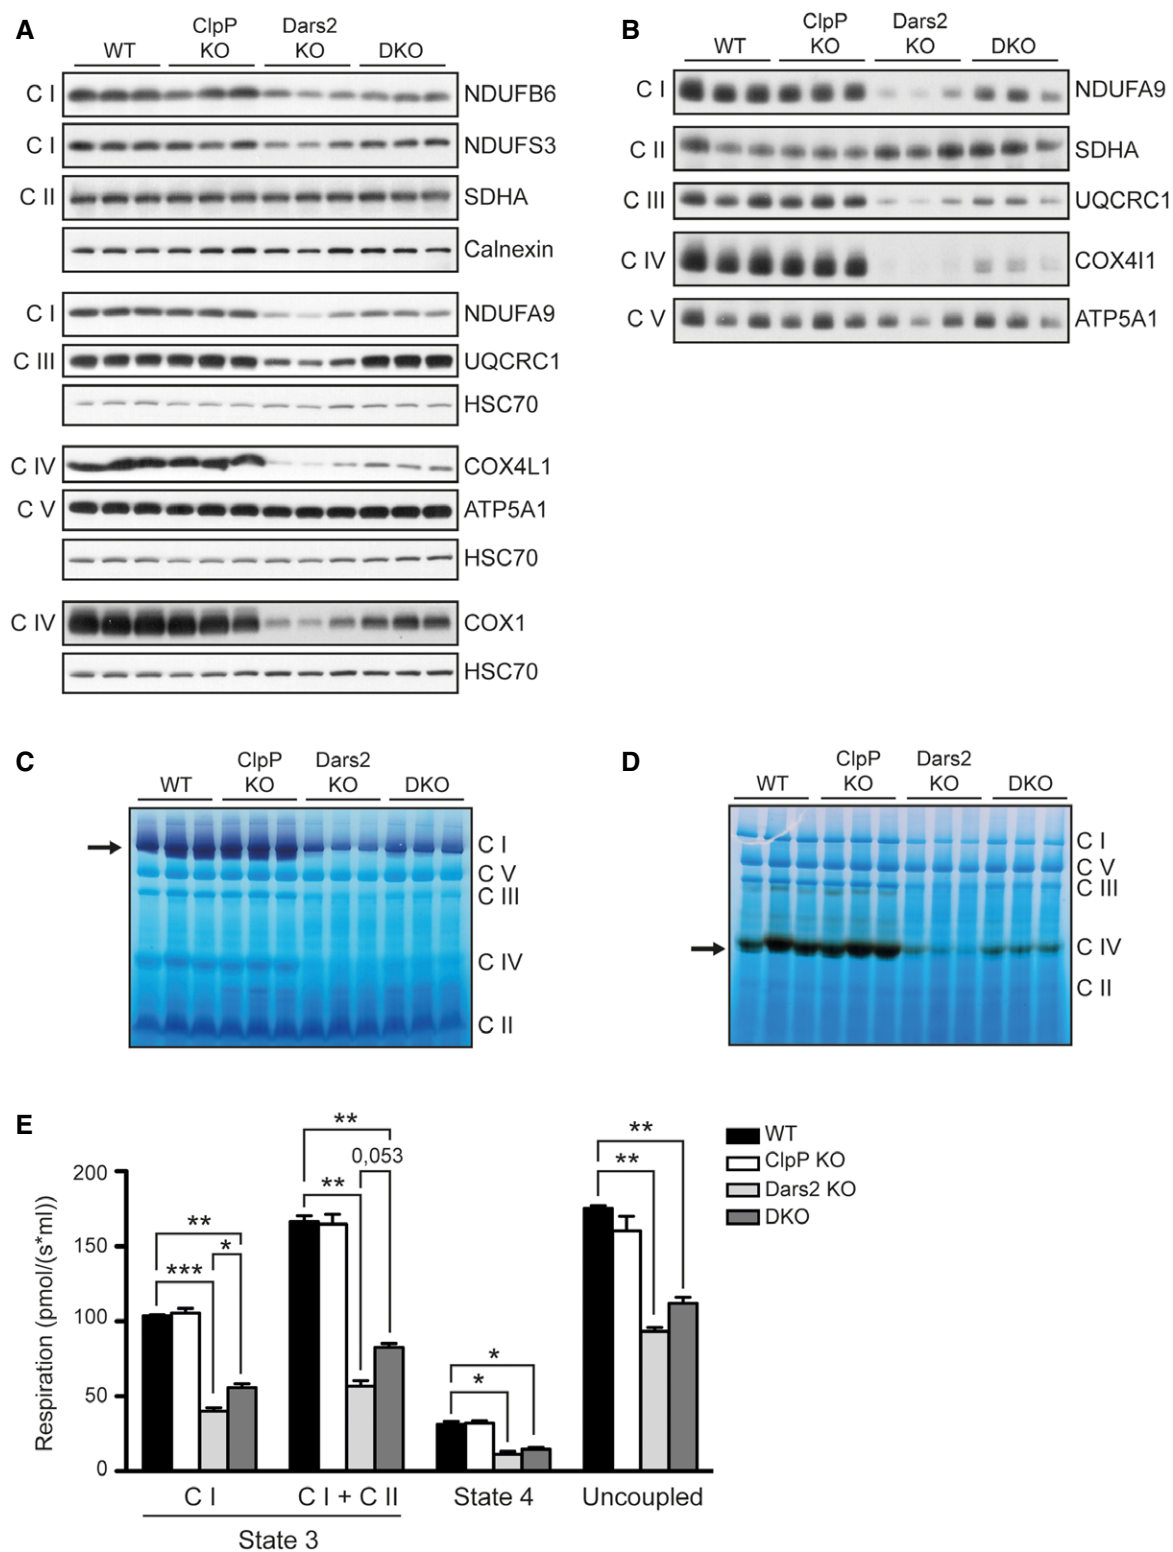 A
WT ClpP KO Dars2 KO DKO
C I NDUFB6
C I NDUFS3
C II SDHA
Calnexin
C I NDUFA9
C III UQCRC1
HSC70
C IV COX4L1
C V ATP5A1
HSC70
C IV COX1
HSC70
B
WT ClpP KO Dars2 KO DKO
C I NDUFA9
C II SDHA
C III UQCRC1
C IV COX4I1
C V ATP5A1
C
WT ClpP KO Dars2 KO DKO
C I
C V
C III
C IV
C II
D
WT ClpP KO Dars2 KO DKO
C I
C V
C III
C IV
C II
E
Respiration (pmol/(s*ml))
200
150
100
50
0
** * ***
** 0,053 **
* *
** **
C I C I + C II State 4 Uncoupled
State 3
WT
ClpP KO
Dars2 KO
DKO